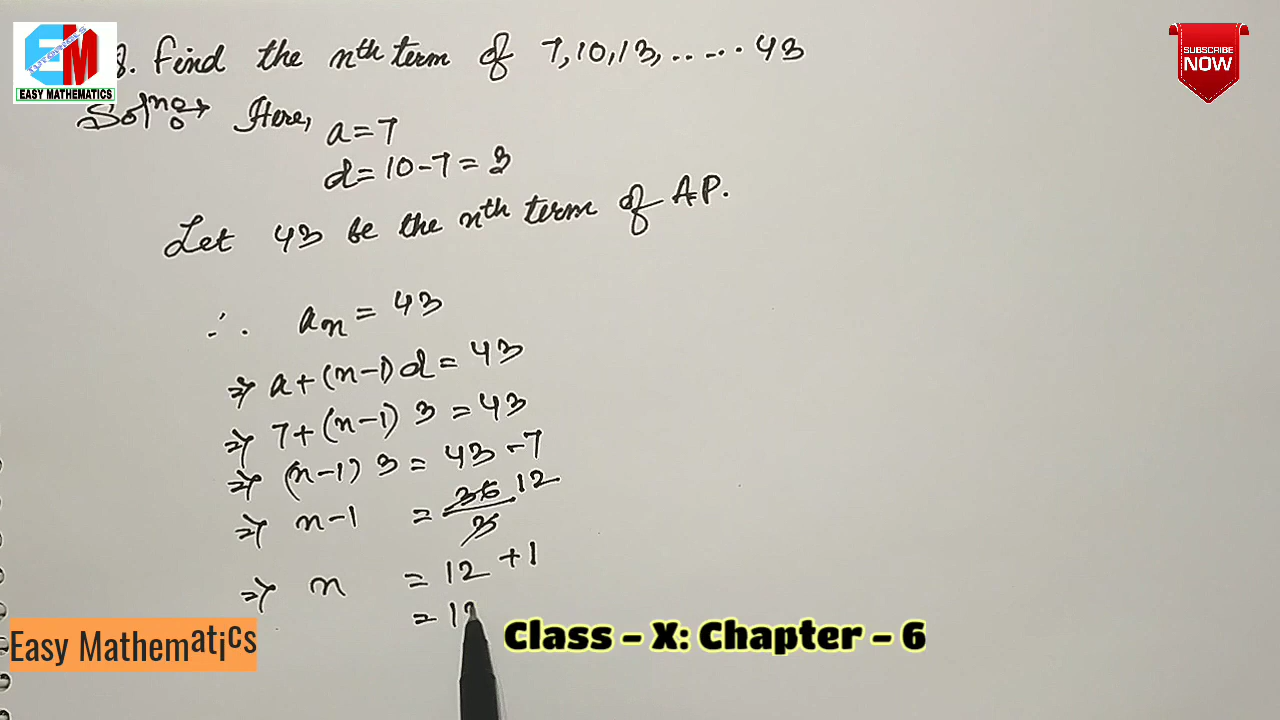 EM
EASY MATHEMATICS
SUBSCRIBE
NOW
8. Find the nth term of 7, 10, 13, ..... 43
Soln:→ Here,
a = 7
d = 10 - 7 = 3
Let 43 be the nth term of AP.
∴ an = 43
⇒ a + (n-1) d = 43
⇒ 7 + (n-1) 3 = 43
⇒ (n-1) 3 = 43 - 7
⇒ n-1 = 36/3 12
⇒ n = 12 + 1
Easy Mathematics
Class - X: Chapter - 6